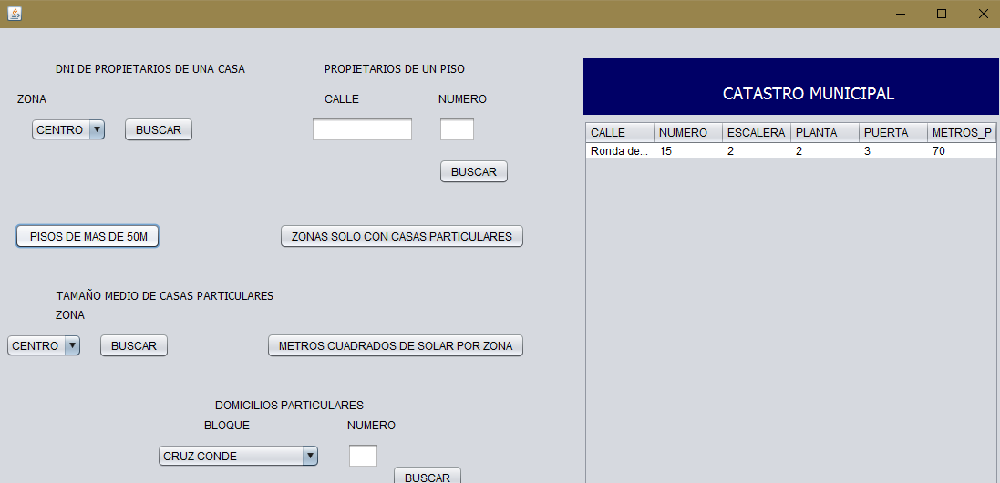 DNI DE PROPIETARIOS DE UNA CASA
PROPIETARIOS DE UN PISO
ZONA
CALLE
NUMERO
CENTRO
BUSCAR
BUSCAR
PISOS DE MAS DE 50M
ZONAS SOLO CON CASAS PARTICULARES
TAMAÑO MEDIO DE CASAS PARTICULARES
ZONA
CENTRO
BUSCAR
METROS CUADRADOS DE SOLAR POR ZONA
DOMICILIOS PARTICULARES
BLOQUE
NUMERO
CRUZ CONDE
BUSCAR
CATASTRO MUNICIPAL
CALLE NUMERO ESCALERA PLANTA PUERTA METROS_P
Ronda de... 15 2 2 3 70